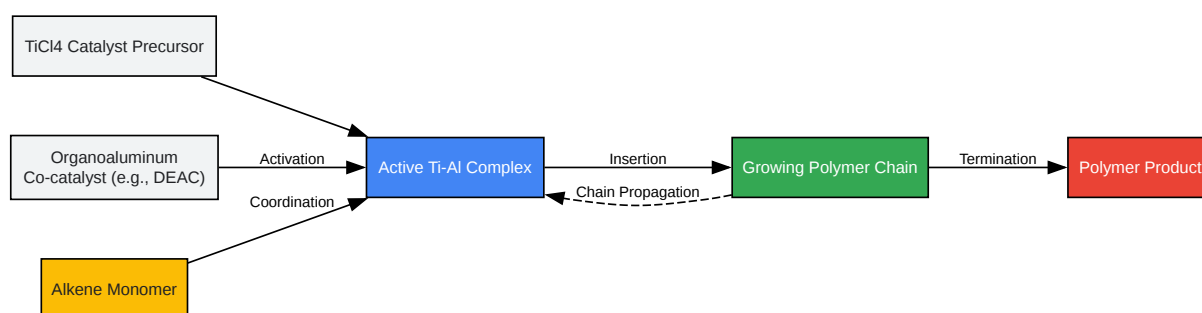 TiCl4 Catalyst Precursor
Organoaluminum
Co-catalyst (e.g., DEAC)
Activation
Active Ti-Al Complex
Insertion
Growing Polymer Chain
Termination
Polymer Product
Chain Propagation
Coordination
Alkene Monomer